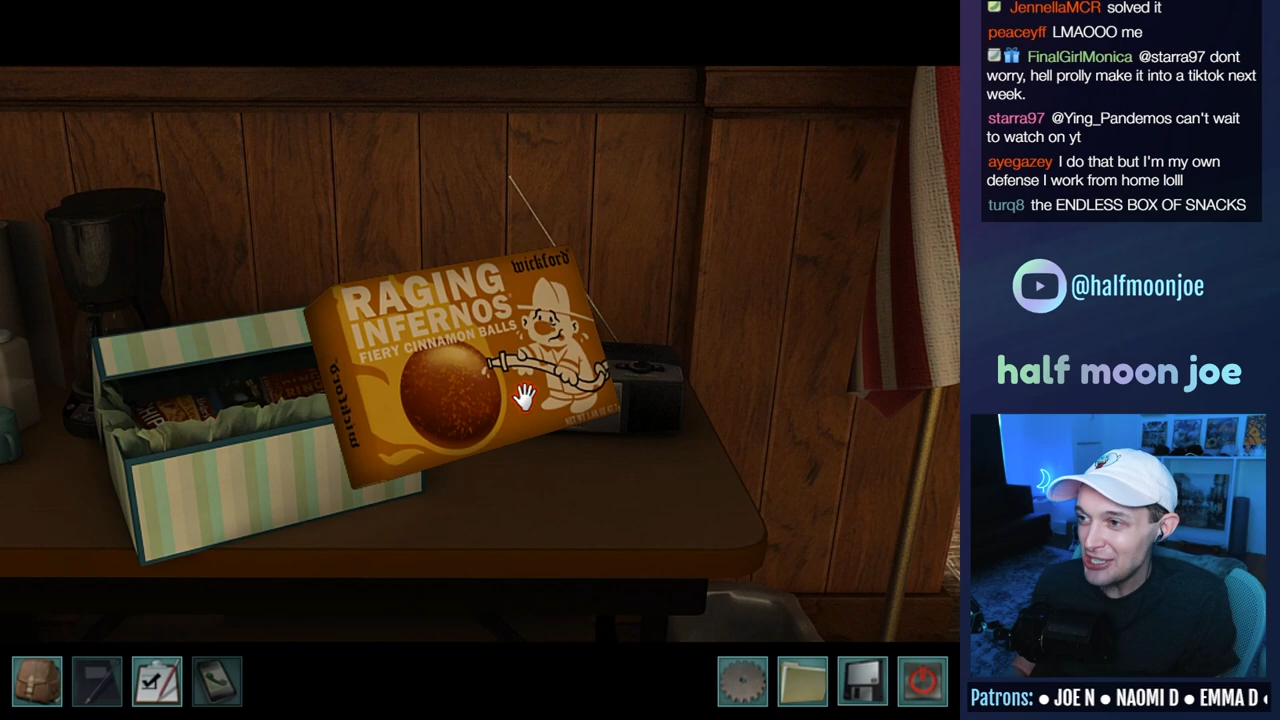 JennellaMCR solved it
peaceyff LMAOOO me
FinalGirlMonica @starra97 dont
worry, hell prolly make it into a tiktok next
week.
starra97 @Ying_Pandemos can't wait
to watch on yt
ayegazey I do that but I'm my own
defense I work from home lolll
turq8 the ENDLESS BOX OF SNACKS
wickford
RAGING
INFERNOS
FIERY CINNAMON BALLS
wickford
@halfmoonjoe
half moon joe
Patrons: ● JOE N ● NAOMI D ● EMMA D